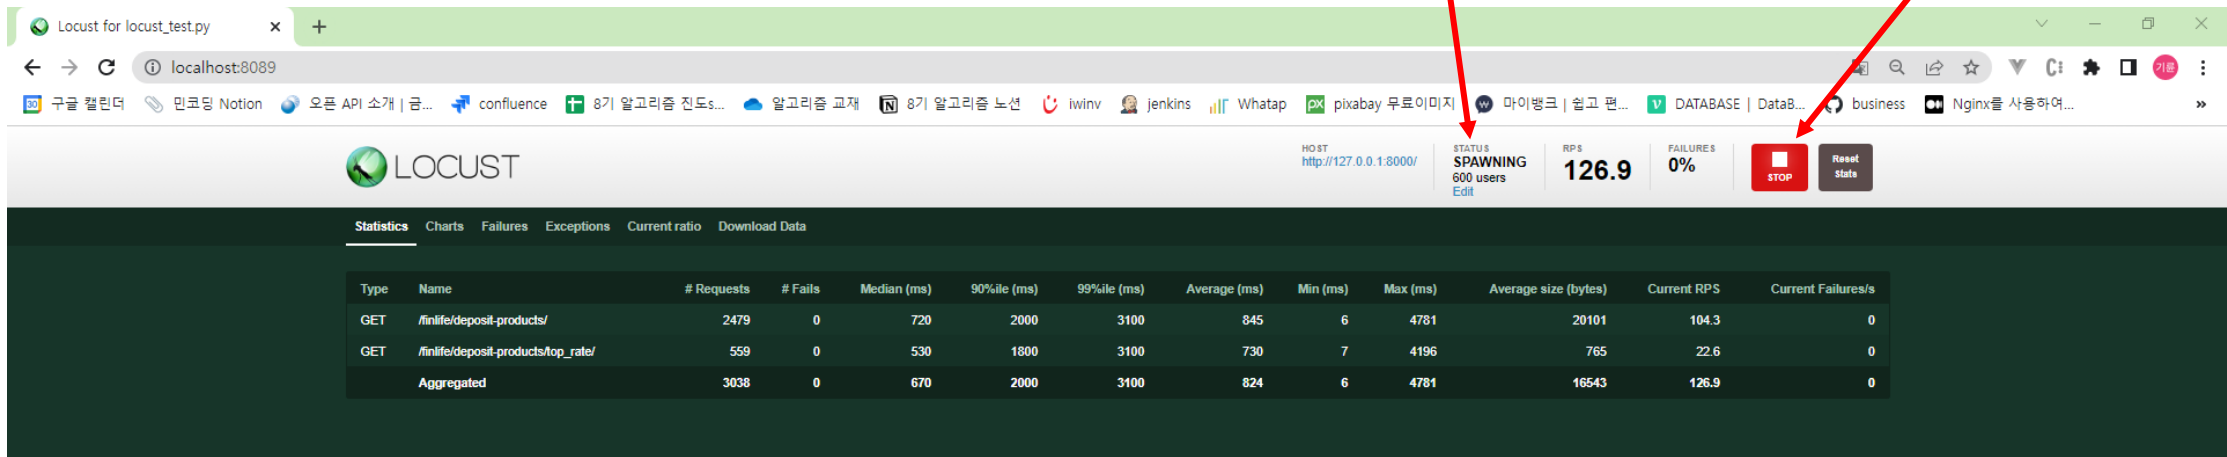 Locust for locust_test.py
localhost:8089
기륜
30 구글 캘린더 민코딩 Notion 오픈 API 소개 | 금... confluence 8기 알고리즘 진도s... 알고리즘 교재 8기 알고리즘 노션 iwinv jenkins Whatap px pixabay 무료이미지 마이뱅크 | 쉽고 편... DATABASE | DataB... business Nginx를 사용하여... »
LOCUST
HOST
http://127.0.0.1:8000/
STATUS
SPAWNING
600 users
Edit
RPS
126.9
FAILURES
0%
STOP
Reset
Stats
Statistics Charts Failures Exceptions Current ratio Download Data
Type Name # Requests # Fails Median (ms) 90%ile (ms) 99%ile (ms) Average (ms) Min (ms) Max (ms) Average size (bytes) Current RPS Current Failures/s
GET /finlife/deposit-products/ 2479 0 720 2000 3100 845 6 4781 20101 104.3 0
GET /finlife/deposit-products/top_rate/ 559 0 530 1800 3100 730 7 4196 765 22.6 0
Aggregated 3038 0 670 2000 3100 824 6 4781 16543 126.9 0